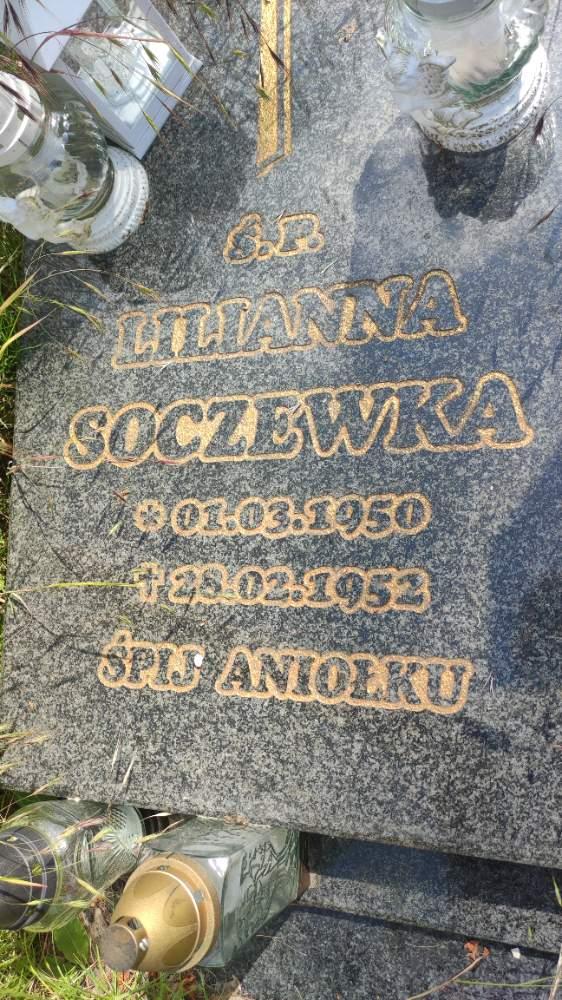 Ś.P.
LILIANNA
SOCZEWKA
* 01.03.1950
† 28.02.1952
ŚPIJ ANIOŁKU